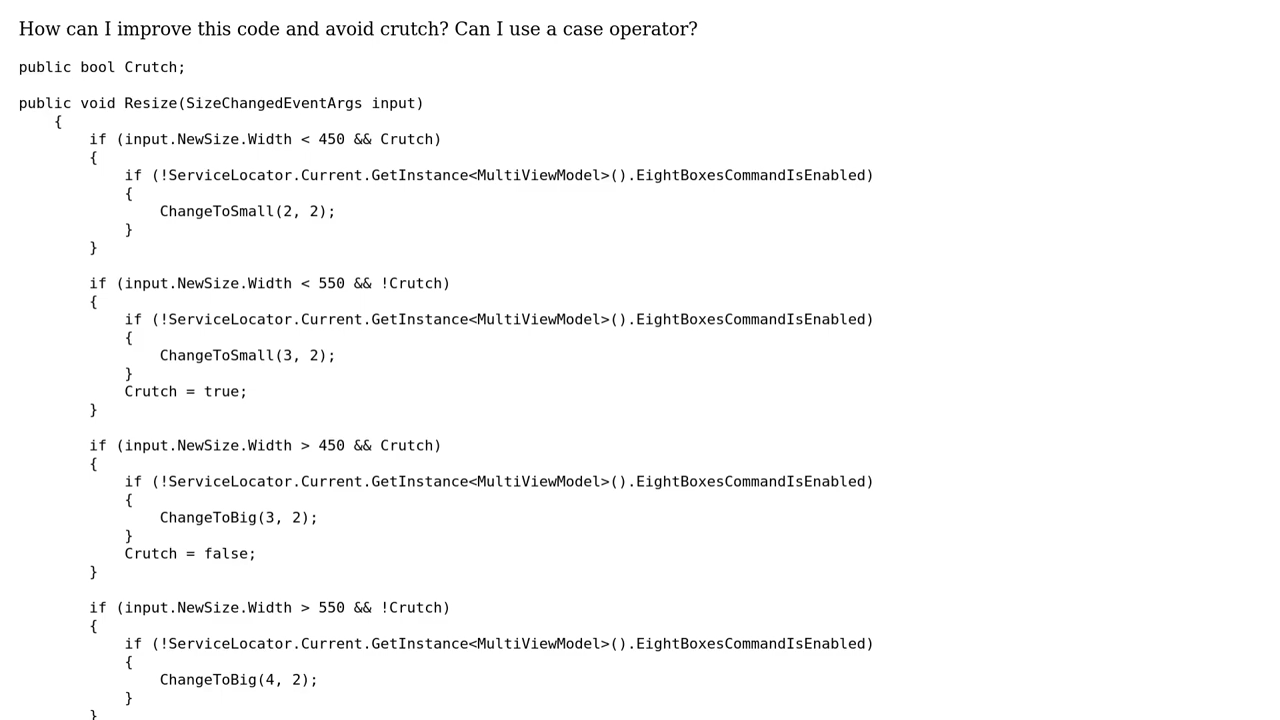 How can I improve this code and avoid crutch? Can I use a case operator?
public bool Crutch;
public void Resize(SizeChangedEventArgs input)
{
if (input.NewSize.Width < 450 && Crutch)
{
if (!ServiceLocator.Current.GetInstance<MultiViewModel>().EightBoxesCommandIsEnabled)
{
ChangeToSmall(2, 2);
}
}
if (input.NewSize.Width < 550 && !Crutch)
{
if (!ServiceLocator.Current.GetInstance<MultiViewModel>().EightBoxesCommandIsEnabled)
{
ChangeToSmall(3, 2);
}
Crutch = true;
}
if (input.NewSize.Width > 450 && Crutch)
{
if (!ServiceLocator.Current.GetInstance<MultiViewModel>().EightBoxesCommandIsEnabled)
{
ChangeToBig(3, 2);
}
Crutch = false;
}
if (input.NewSize.Width > 550 && !Crutch)
{
if (!ServiceLocator.Current.GetInstance<MultiViewModel>().EightBoxesCommandIsEnabled)
{
ChangeToBig(4, 2);
}
}